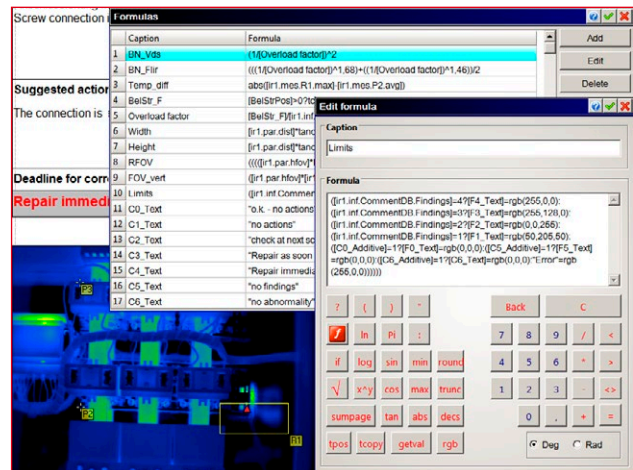 Screw connection
Suggested action
The connection is
Deadline for corre
Repair immedi
P3
P2
R1
Formulas
Caption Formula
1 BN_Vds (1/[Overload factor])^2
2 BN_Flir (((1/[Overload factor])^1,68)+((1/[Overload factor])^1,46))/2
3 Temp_diff abs([ir1.mes.R1.max]-[ir1.mes.P2.avg])
4 BelStr_F [BelStrPos]>0?tc
5 Overload factor [BelStr_F]/[ir1.inf.
6 Width [ir1.par.dist]*tanc
7 Height [ir1.par.dist]*tanc
8 RFOV ((([ir1.par.hfov]*
9 FOV_vert ([ir1.par.hfov]*[ir1
10 Limits ([ir1.inf.Commen
11 C0_Text "o.k. - no actions"
12 C1_Text "no actions"
13 C2_Text "check at next sc
14 C3_Text "Repair as soon
15 C4_Text "Repair immedia
16 C5_Text "no findings"
17 C6_Text "no abnormality"
Add
Edit
Delete
Edit formula
Caption
Limits
Formula
([ir1.inf.CommentDB.Findings]=4?[F4_Text]=rgb(255,0,0):
([ir1.inf.CommentDB.Findings]=3?[F3_Text]=rgb(255,128,0):
([ir1.inf.CommentDB.Findings]=2?[F2_Text]=rgb(0,0,255):
([ir1.inf.CommentDB.Findings]=1?[F1_Text]=rgb(50,205,50):
([C0_Additive]=1?[F0_Text]=rgb(0,0,0):([C5_Additive]=1?[F5_Text]
=rgb(0,0,0):([C6_Additive]=1?[C6_Text]=rgb(0,0,0):"Error"=rgb
(255,0,0)))))))
? ( ) " Back C
f ln Pi : 7 8 9 / <
if log sin min round 4 5 6 * >
√ x^y cos max trunc 1 2 3 - <>
sumpage tan abs decs 0 . + =
tpos tcopy getval rgb Deg Rad